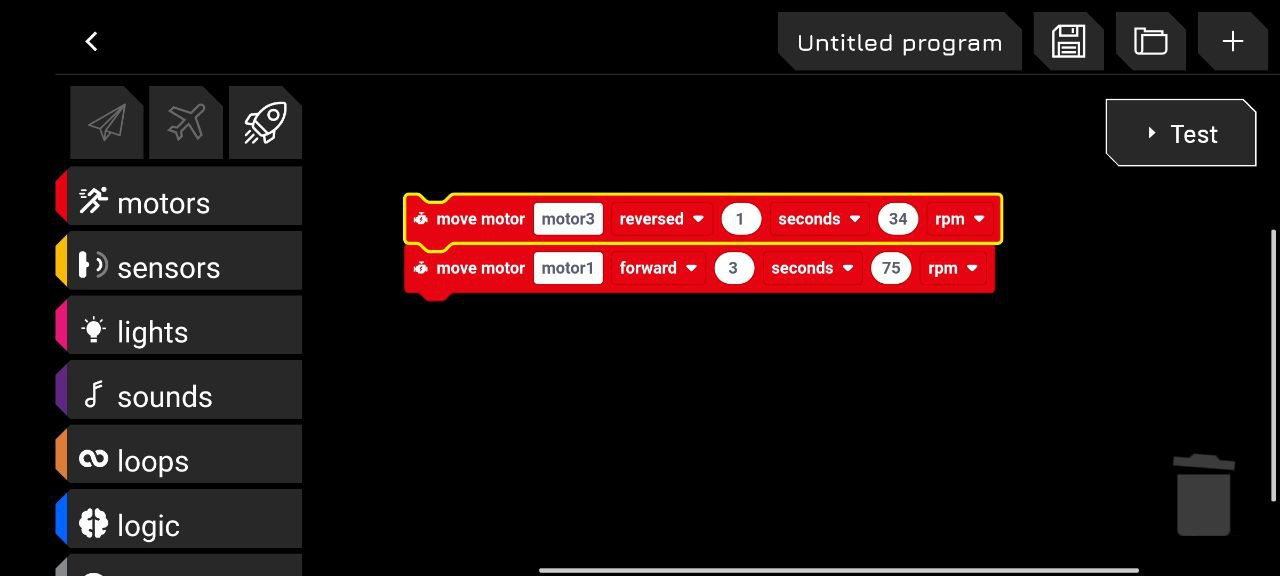 Untitled program
Test
motors
sensors
lights
sounds
loops
logic
move motor motor3 reversed 1 seconds 34 rpm
move motor motor1 forward 3 seconds 75 rpm